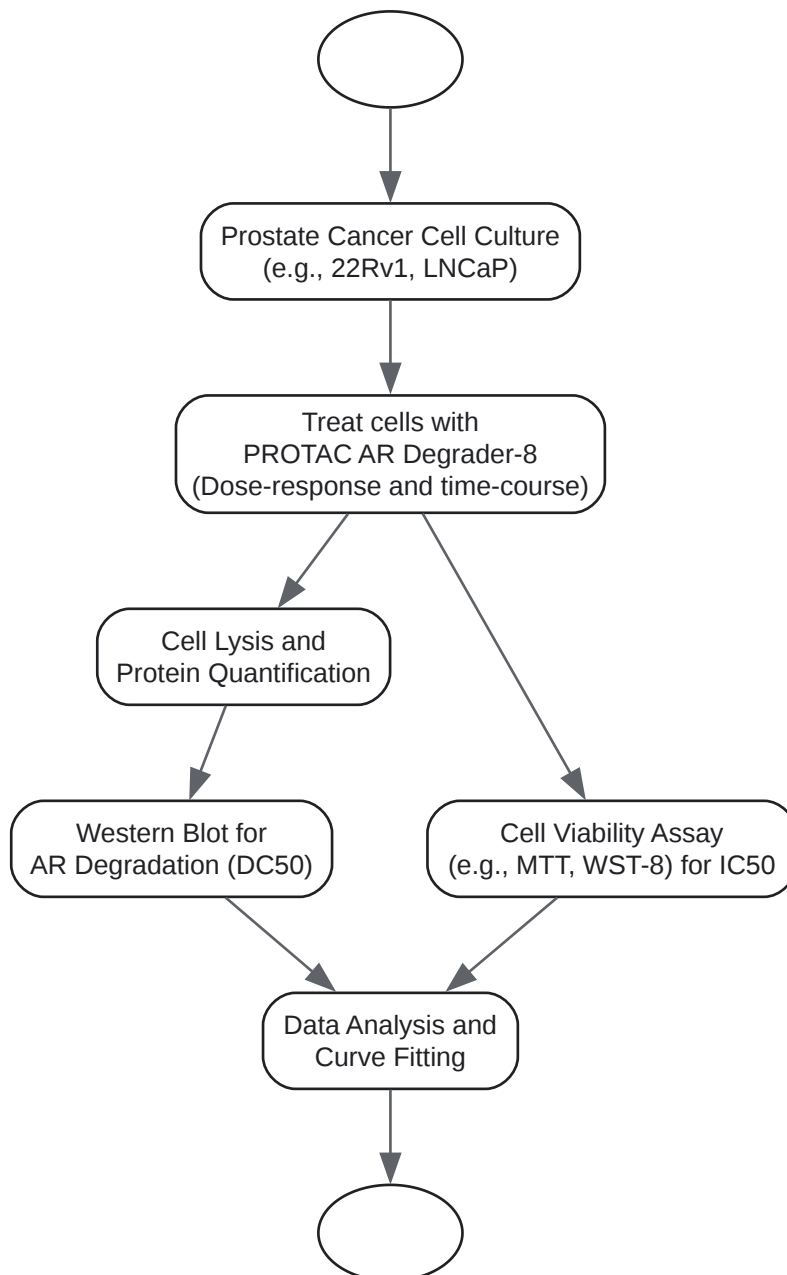 Prostate Cancer Cell Culture
(e.g., 22Rv1, LNCaP)
Treat cells with
PROTAC AR Degrader-8
(Dose-response and time-course)
Cell Lysis and
Protein Quantification
Western Blot for
AR Degradation (DC50)
Cell Viability Assay
(e.g., MTT, WST-8) for IC50
Data Analysis and
Curve Fitting